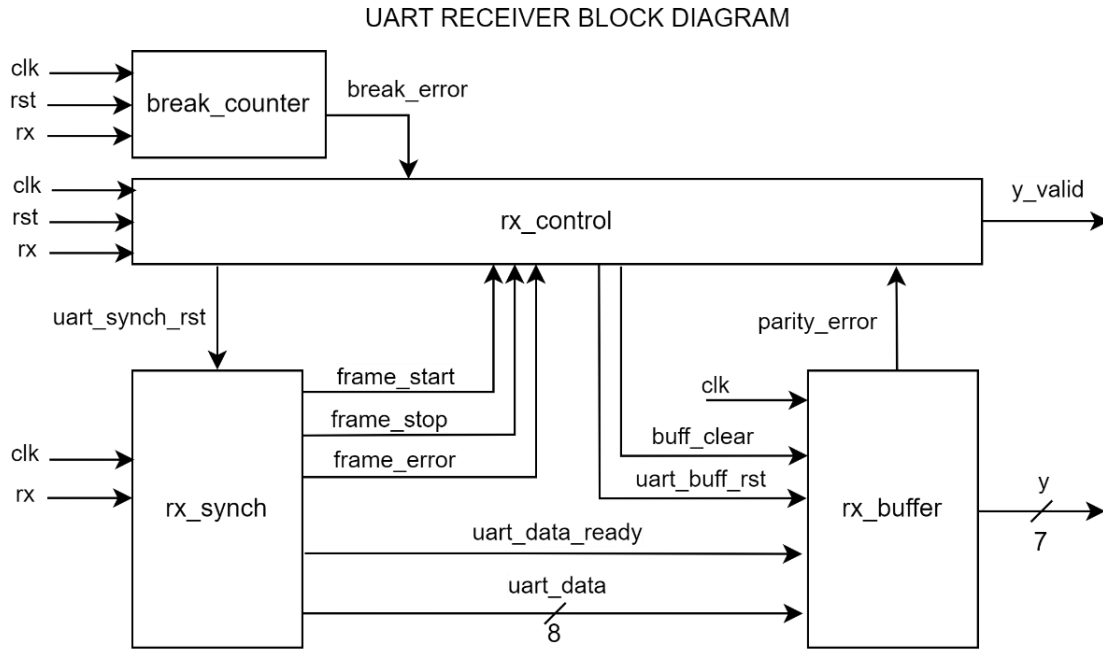 UART RECEIVER BLOCK DIAGRAM
clk
rst
rx
break_counter
break_error
clk
rst
rx
rx_control
y_valid
uart_synch_rst
parity_error
frame_start
frame_stop
frame_error
clk
buff_clear
uart_buff_rst
clk
rx
rx_synch
rx_buffer
y
7
uart_data_ready
uart_data
8